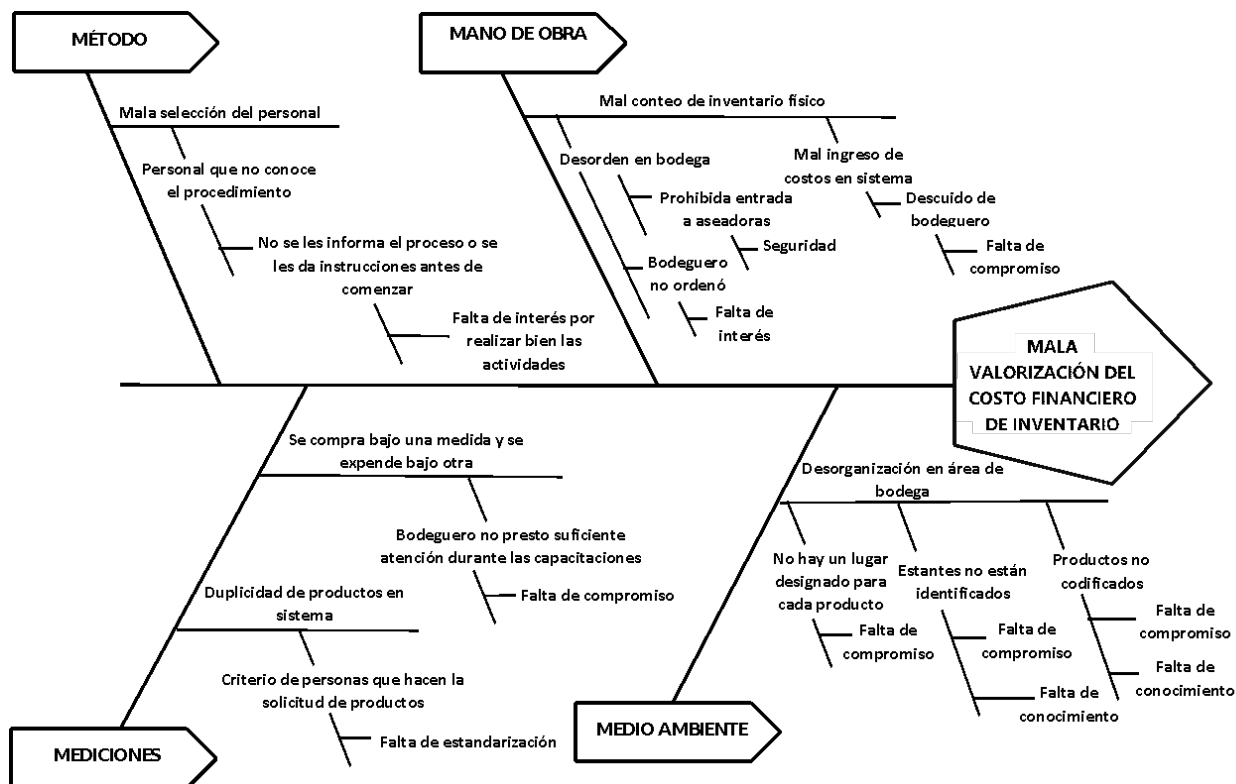 MÉTODO
MANO DE OBRA
Mala selección del personal
Personal que no conoce
el procedimiento
No se les informa el proceso o se
les da instrucciones antes de
comenzar
Falta de interés por
realizar bien las
actividades
Mal conteo de inventario físico
Desorden en bodega
Prohibida entrada
a aseadoras
Seguridad
Bodeguero
no ordenó
Falta de
interés
Mal ingreso de
costos en sistema
Descuido de
bodeguero
Falta de
compromiso
MALA
VALORIZACIÓN DEL
COSTO FINANCIERO
DE INVENTARIO
Se compra bajo una medida y se
expende bajo otra
Bodeguero no presto suficiente
atención durante las capacitaciones
Falta de compromiso
Duplicidad de productos en
sistema
Criterio de personas que hacen la
solicitud de productos
Falta de estandarización
Desorganización en área de
bodega
No hay un lugar
designado para
cada producto
Falta de
compromiso
Estantes no están
identificados
Falta de
compromiso
Falta de
conocimiento
Productos no
codificados
Falta de
compromiso
Falta de
conocimiento
MEDICIONES
MEDIO AMBIENTE